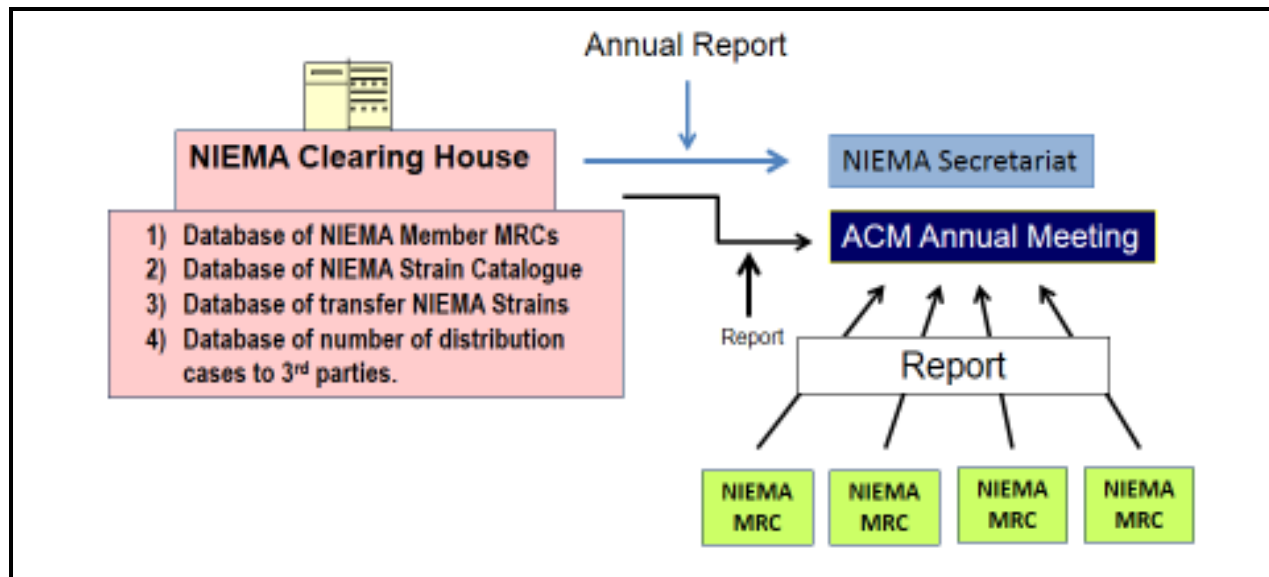 Annual Report
NIEMA Clearing House
NIEMA Secretariat
1) Database of NIEMA Member MRCs
2) Database of NIEMA Strain Catalogue
3) Database of transfer NIEMA Strains
4) Database of number of distribution
cases to 3rd parties.
ACM Annual Meeting
Report
Report
NIEMA
MRC
NIEMA
MRC
NIEMA
MRC
NIEMA
MRC